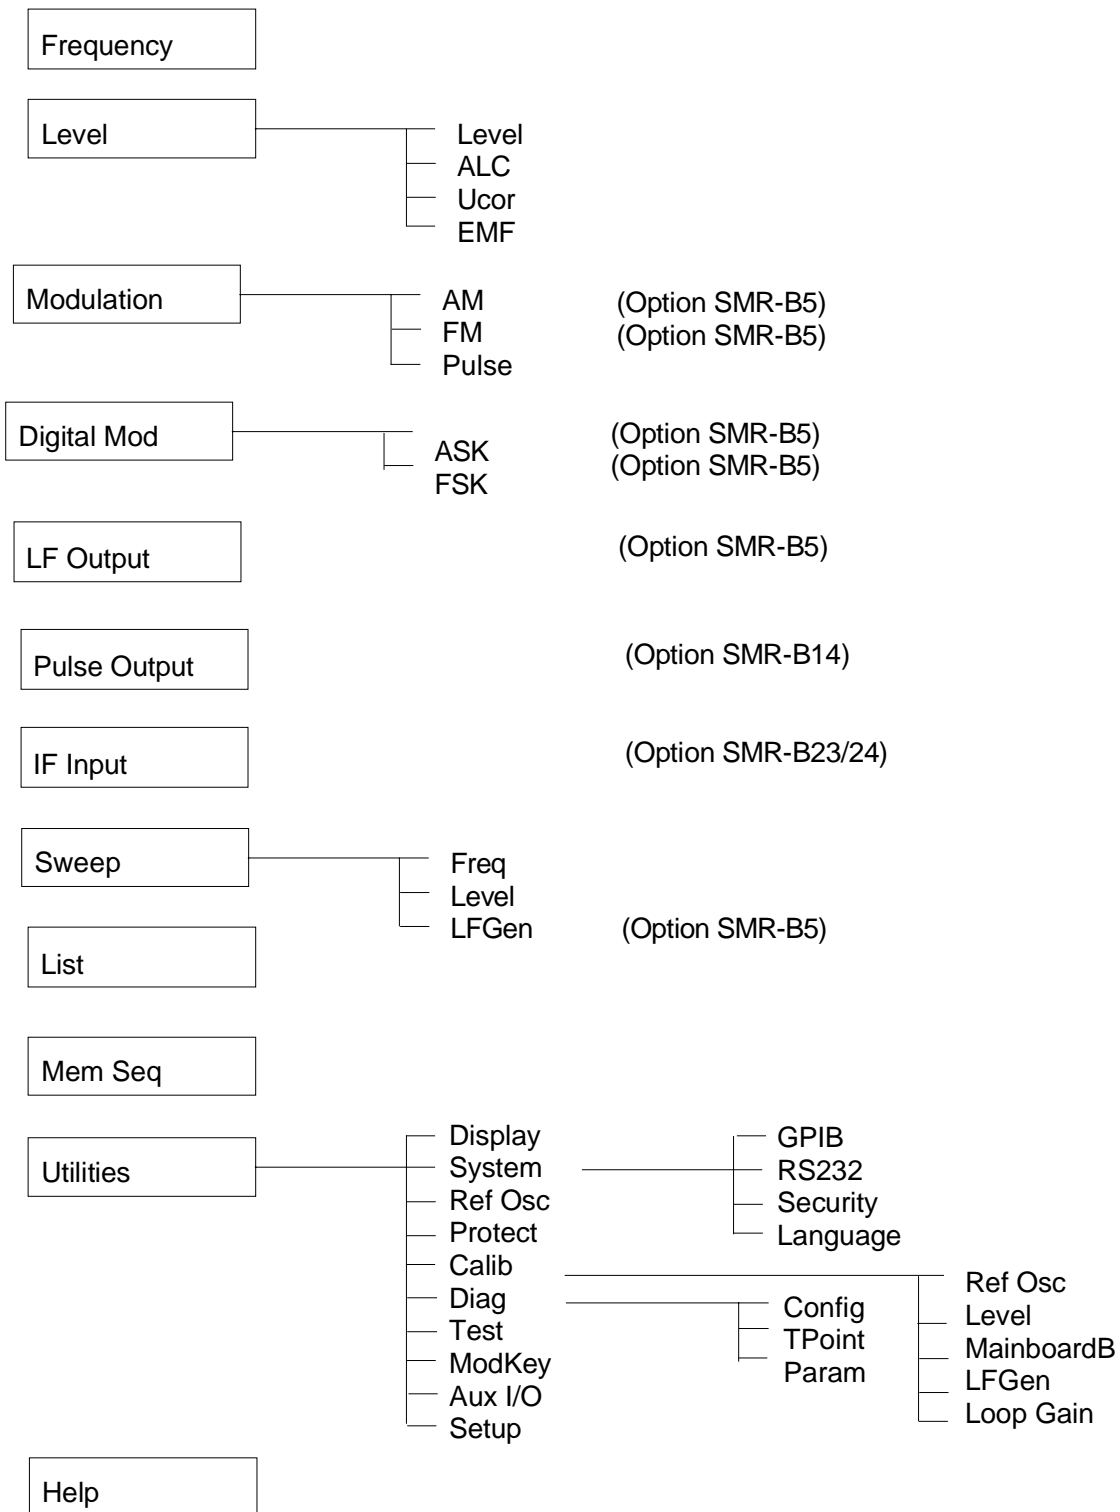 Frequency
Level
Level
ALC
Ucor
EMF
Modulation
AM (Option SMR-B5)
FM (Option SMR-B5)
Pulse
Digital Mod
ASK (Option SMR-B5)
FSK (Option SMR-B5)
LF Output (Option SMR-B5)
Pulse Output (Option SMR-B14)
IF Input (Option SMR-B23/24)
Sweep
Freq
Level
LFGen (Option SMR-B5)
List
Mem Seq
Utilities
Display
System
Ref Osc
Protect
Calib
Diag
Test
ModKey
Aux I/O
Setup
GPIB
RS232
Security
Language
Config
TPoint
Param
Ref Osc
Level
MainboardB
LFGen
Loop Gain
Help